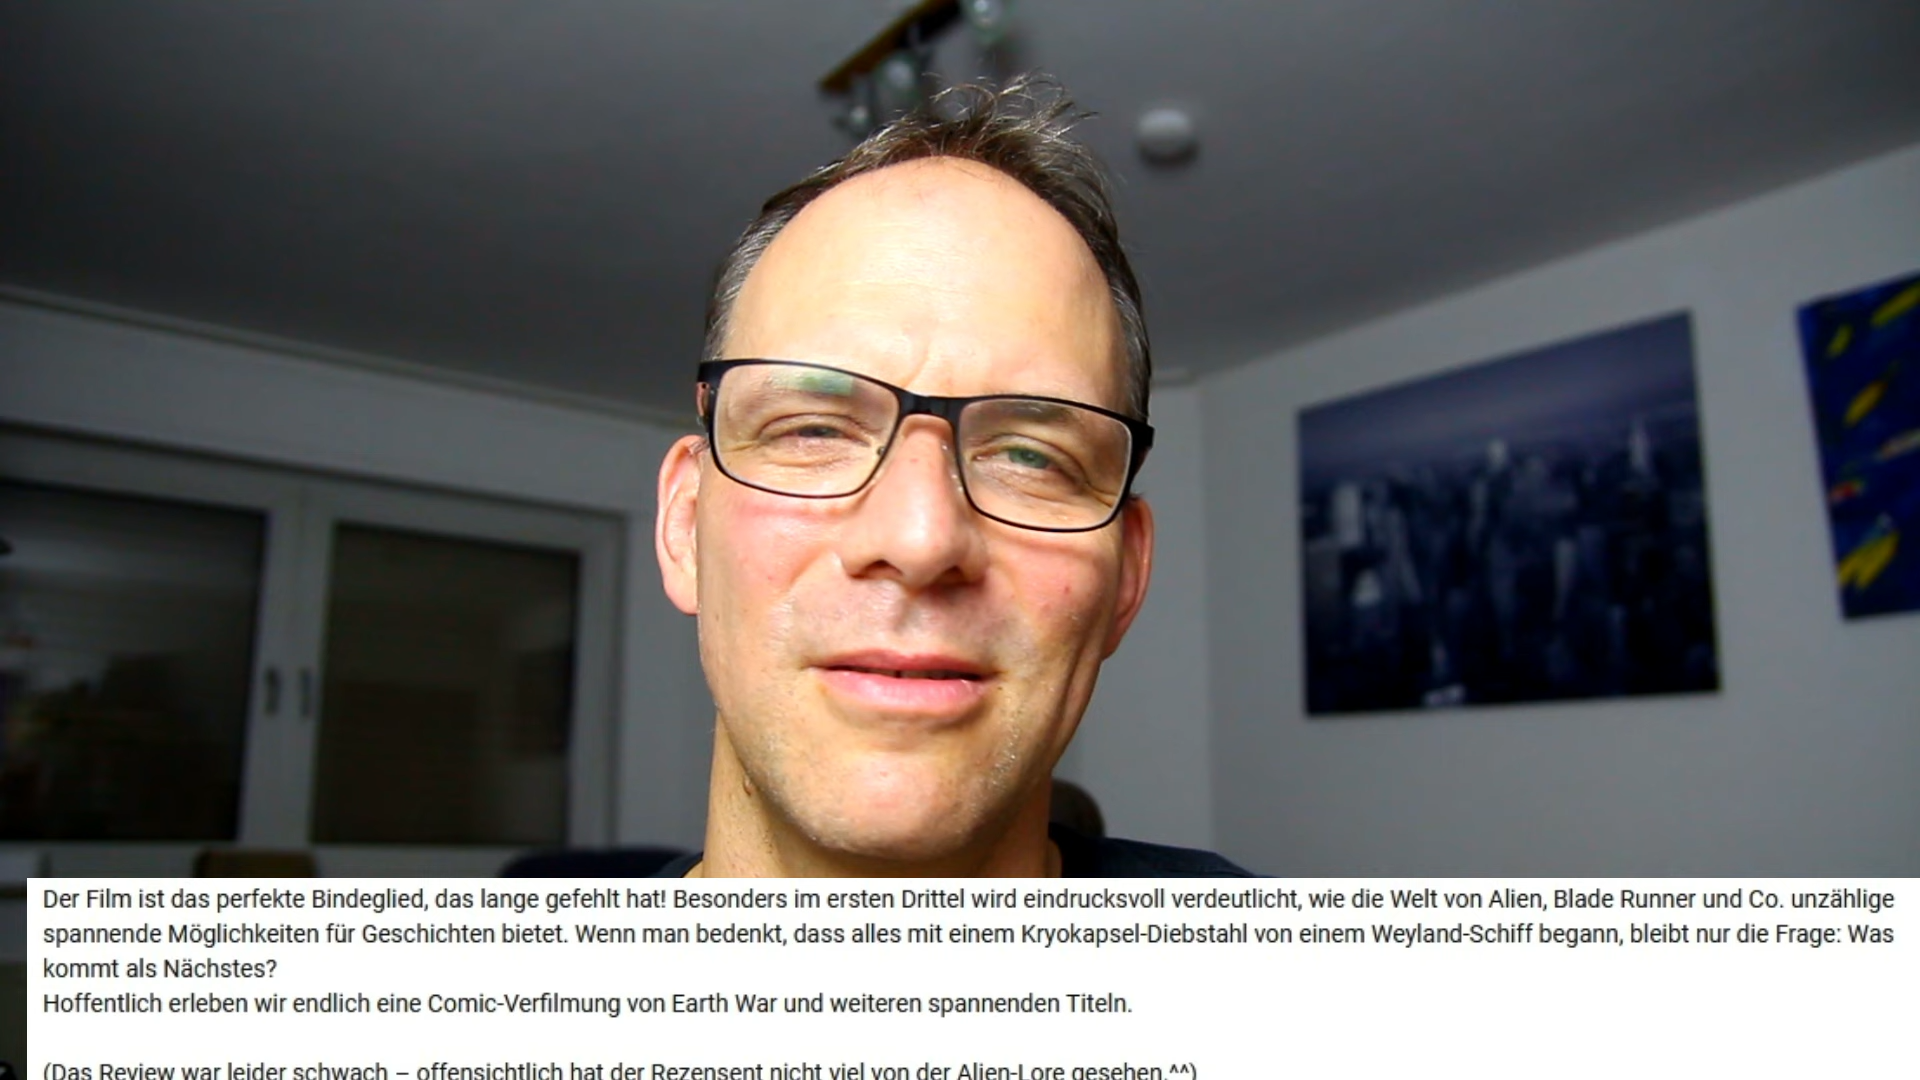 Der Film ist das perfekte Bindeglied, das lange gefehlt hat! Besonders im ersten Drittel wird eindrucksvoll verdeutlicht, wie die Welt von Alien, Blade Runner und Co. unzählige
spannende Möglichkeiten für Geschichten bietet. Wenn man bedenkt, dass alles mit einem Kryokapsel-Diebstahl von einem Weyland-Schiff begann, bleibt nur die Frage: Was
kommt als Nächstes?
Hoffentlich erleben wir endlich eine Comic-Verfilmung von Earth War und weiteren spannenden Titeln.
(Das Review war leider schwach – offensichtlich hat der Rezensent nicht viel von der Alien-Lore gesehen.^^)